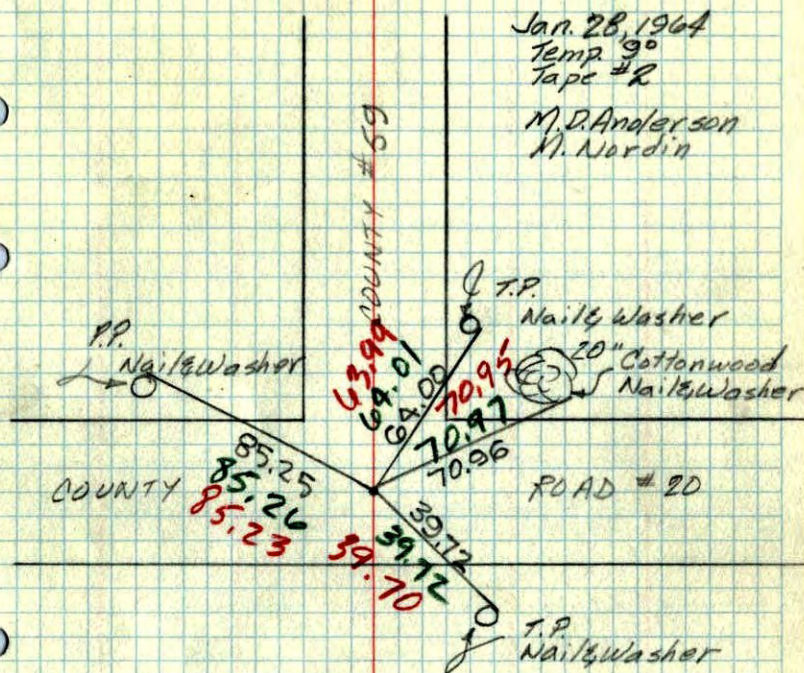 Jan. 28, 1964
Temp. 9°
Tape #2
M.D. Anderson
M. Nordin
COUNTY #59
T.P.
Nail & Washer
P.P.
Nail & Washer
20" Cottonwood
Nail & Washer
63.99
64.01
64.00
70.95
70.97
70.96
85.25
85.26
85.23
COUNTY
ROAD #20
39.72
39.72
39.70
T.P.
Nail & Washer